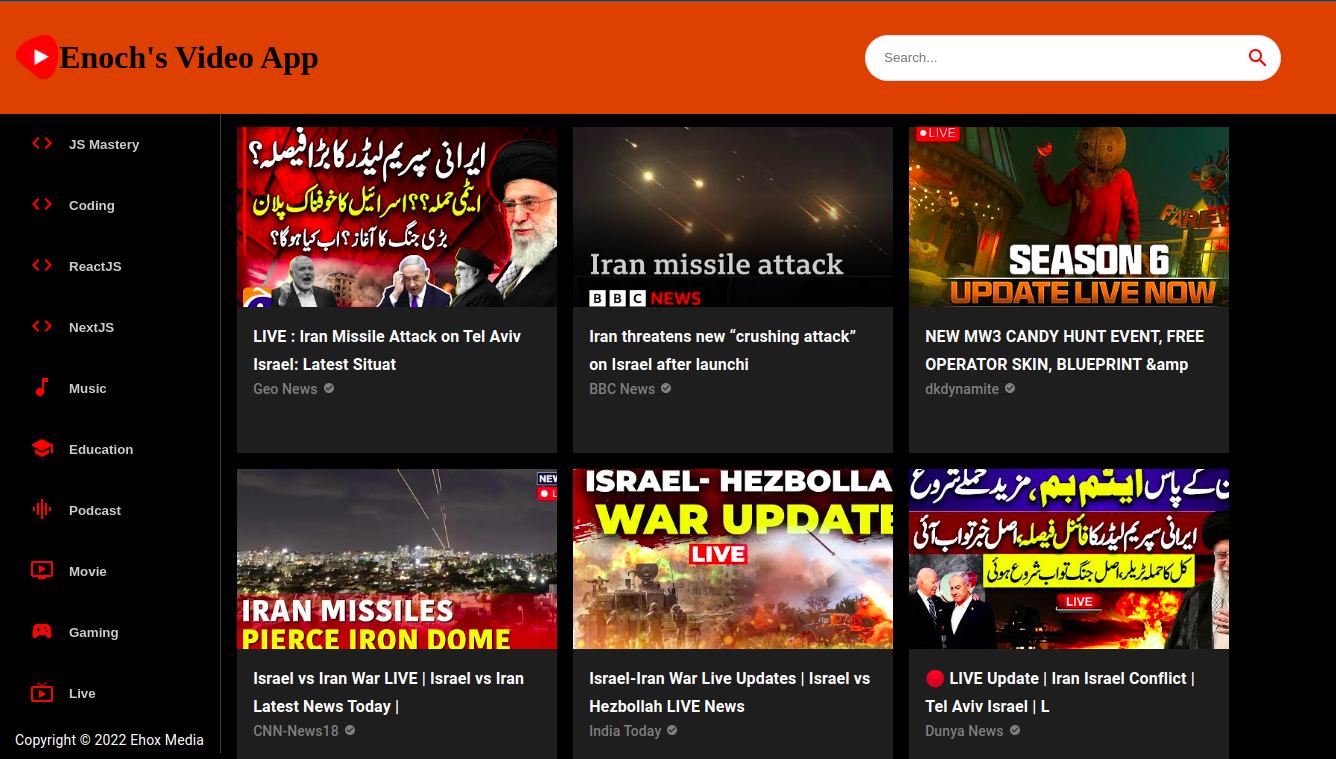 Enoch's Video App
Search...
JS Mastery
Coding
ReactJS
NextJS
Music
Education
Podcast
Movie
Gaming
Live
Copyright © 2022 Ehox Media
ایرانی سپریم لیڈر کا بڑا فیصلہ؟
ایٹمی حملہ؟؟ اسرائیل کا خوفناک پلان
بڑی جنگ کا آغاز؟ اب کیا ہوگا؟
LIVE : Iran Missile Attack on Tel Aviv
Israel: Latest Situat
Geo News
Iran missile attack
BBC NEWS
Iran threatens new “crushing attack”
on Israel after launchi
BBC News
LIVE
SEASON 6
UPDATE LIVE NOW
NEW MW3 CANDY HUNT EVENT, FREE
OPERATOR SKIN, BLUEPRINT &amp
dkdynamite
NEW
IRAN MISSILES
PIERCE IRON DOME
Israel vs Iran War LIVE | Israel vs Iran
Latest News Today |
CNN-News18
ISRAEL- HEZBOLLA
WAR UPDATE
LIVE
Israel-Iran War Live Updates | Israel vs
Hezbollah LIVE News
India Today
کے پاس ایٹم بم، مزید حملے شروع
ایرانی سپریم لیڈر کا فائنل فیصلہ، اصل خبر تو اب آئی
کل کا حملہ ٹریلر، اصل جنگ تو اب شروع ہوئی
LIVE
LIVE Update | Iran Israel Conflict |
Tel Aviv Israel | L
Dunya News